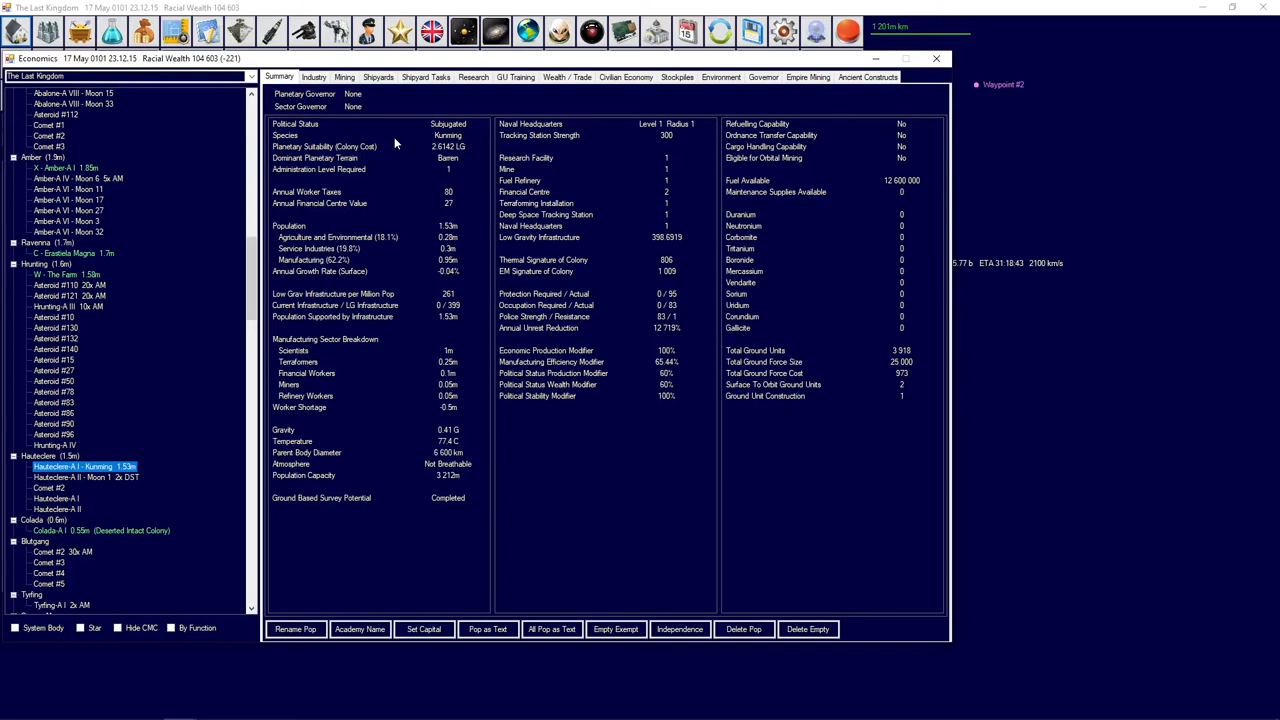 The Last Kingdom   17 May 0101 23.12.15   Racial Wealth 104 603
1 201m km
Economics   17 May 0101 23.12.15   Racial Wealth 104 603 (-221)
The Last Kingdom
Abalone-A VIII - Moon 15
Abalone-A VIII - Moon 33
Asteroid #112
Comet #1
Comet #2
Comet #3
Amber (1.9m)
X - Amber-A I 1.85m
Amber-A IV - Moon 6 5x AM
Amber-A VI - Moon 11
Amber-A VI - Moon 17
Amber-A VI - Moon 27
Amber-A VI - Moon 3
Amber-A VI - Moon 32
Ravenna (1.7m)
C - Erastiela Magna 1.7m
Hrunting (1.6m)
W - The Farm 1.58m
Asteroid #110 20x AM
Asteroid #121 20x AM
Hrunting-A III 10x AM
Asteroid #10
Asteroid #130
Asteroid #132
Asteroid #140
Asteroid #15
Asteroid #27
Asteroid #50
Asteroid #78
Asteroid #83
Asteroid #86
Asteroid #90
Asteroid #96
Hrunting-A IV
Hauteclere (1.5m)
Hauteclere-A I - Kunming 1.53m
Hauteclere-A II - Moon 1 2x DST
Comet #2
Hauteclere-A I
Hauteclere-A II
Colada (0.6m)
Colada-A I 0.55m (Deserted Intact Colony)
Blutgang
Comet #2 30x AM
Comet #3
Comet #4
Comet #5
Tyrfing
Tyrfing-A I 2x AM
System Body   Star   Hide CMC   By Function
Summary   Industry   Mining   Shipyards   Shipyard Tasks   Research   GU Training   Wealth / Trade   Civilian Economy   Stockpiles   Environment   Governor   Empire Mining   Ancient Constructs
Planetary Governor   None
Sector Governor   None
Political Status   Subjugated
Species   Kunming
Planetary Suitability (Colony Cost)   2.6142 LG
Dominant Planetary Terrain   Barren
Administration Level Required   1
Annual Worker Taxes   80
Annual Financial Centre Value   27
Population   1.53m
Agriculture and Environmental (18.1%)   0.28m
Service Industries (19.8%)   0.3m
Manufacturing (62.2%)   0.95m
Annual Growth Rate (Surface)   -0.04%
Low Grav Infrastructure per Million Pop   261
Current Infrastructure / LG Infrastructure   0 / 399
Population Supported by Infrastructure   1.53m
Manufacturing Sector Breakdown
Scientists   1m
Terraformers   0.25m
Financial Workers   0.1m
Miners   0.05m
Refinery Workers   0.05m
Worker Shortage   -0.5m
Gravity   0.41 G
Temperature   77.4 C
Parent Body Diameter   6 600 km
Atmosphere   Not Breathable
Population Capacity   3 212m
Ground Based Survey Potential   Completed
Naval Headquarters   Level 1 Radius 1
Tracking Station Strength   300
Research Facility   1
Mine   1
Fuel Refinery   1
Financial Centre   2
Terraforming Installation   1
Deep Space Tracking Station   1
Naval Headquarters   1
Low Gravity Infrastructure   398.6919
Thermal Signature of Colony   806
EM Signature of Colony   1 009
Protection Required / Actual   0 / 95
Occupation Required / Actual   0 / 83
Police Strength / Resistance   83 / 1
Annual Unrest Reduction   12 719%
Economic Production Modifier   100%
Manufacturing Efficiency Modifier   65.44%
Political Status Production Modifier   60%
Political Status Wealth Modifier   60%
Political Stability Modifier   100%
Refuelling Capability   No
Ordnance Transfer Capability   No
Cargo Handling Capability   No
Eligible for Orbital Mining   No
Fuel Available   12 600 000
Maintenance Supplies Available   0
Duranium   0
Neutronium   0
Corbomite   0
Tritanium   0
Boronide   0
Mercassium   0
Vendarite   0
Sorium   0
Uridium   0
Corundium   0
Gallicite   0
Total Ground Units   3 918
Total Ground Force Size   25 000
Total Ground Force Cost   973
Surface To Orbit Ground Units   2
Ground Unit Construction   1
Rename Pop   Academy Name   Set Capital   Pop as Text   All Pop as Text   Empty Exempt   Independence   Delete Pop   Delete Empty
Waypoint #2
5.77 b   ETA 31:18:43   2100 km/s